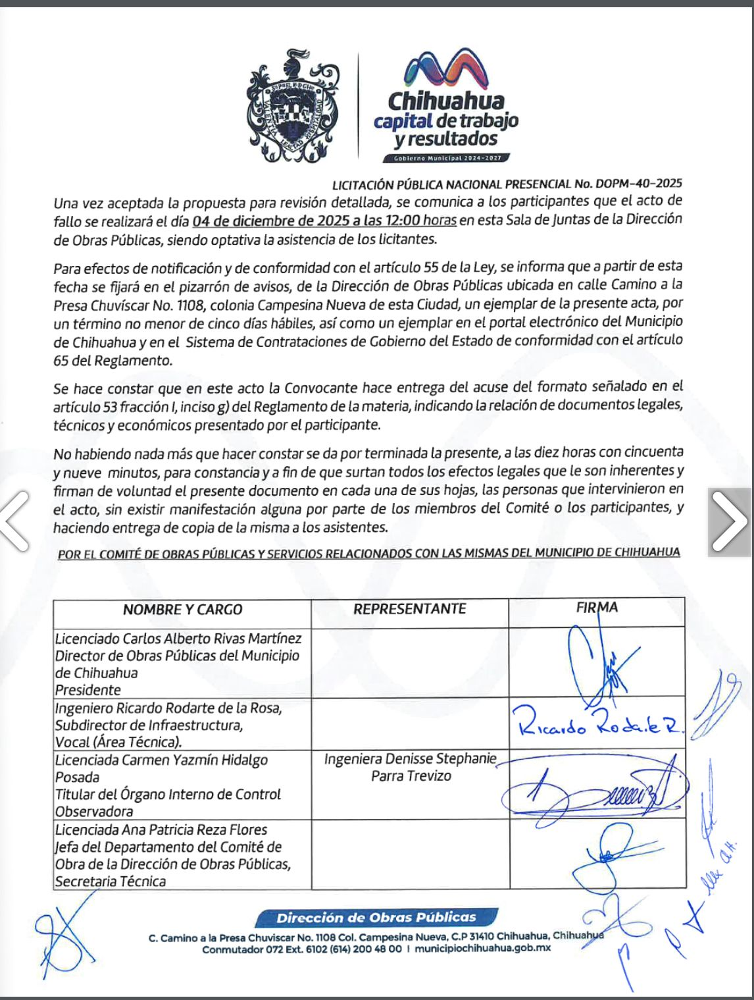 VALENTÍA
LEALTAD
HOSPITALIDAD
Chihuahua
capital de trabajo
y resultados
Gobierno Municipal 2024-2027
LICITACIÓN PÚBLICA NACIONAL PRESENCIAL No. DOPM-40-2025
Una vez aceptada la propuesta para revisión detallada, se comunica a los participantes que el acto de
fallo se realizará el día 04 de diciembre de 2025 a las 12:00 horas en esta Sala de Juntas de la Dirección
de Obras Públicas, siendo optativa la asistencia de los licitantes.
Para efectos de notificación y de conformidad con el artículo 55 de la Ley, se informa que a partir de esta
fecha se fijará en el pizarrón de avisos, de la Dirección de Obras Públicas ubicada en calle Camino a la
Presa Chuvíscar No. 1108, colonia Campesina Nueva de esta Ciudad, un ejemplar de la presente acta, por
un término no menor de cinco días hábiles, así como un ejemplar en el portal electrónico del Municipio
de Chihuahua y en el Sistema de Contrataciones de Gobierno del Estado de conformidad con el artículo
65 del Reglamento.
Se hace constar que en este acto la Convocante hace entrega del acuse del formato señalado en el
artículo 53 fracción I, inciso g) del Reglamento de la materia, indicando la relación de documentos legales,
técnicos y económicos presentado por el participante.
No habiendo nada más que hacer constar se da por terminada la presente, a las diez horas con cincuenta
y nueve minutos, para constancia y a fin de que surtan todos los efectos legales que le son inherentes y
firman de voluntad el presente documento en cada una de sus hojas, las personas que intervinieron en
el acto, sin existir manifestación alguna por parte de los miembros del Comité o los participantes, y
haciendo entrega de copia de la misma a los asistentes.
POR EL COMITÉ DE OBRAS PÚBLICAS Y SERVICIOS RELACIONADOS CON LAS MISMAS DEL MUNICIPIO DE CHIHUAHUA
NOMBRE Y CARGO REPRESENTANTE FIRMA
Licenciado Carlos Alberto Rivas Martínez
Director de Obras Públicas del Municipio
de Chihuahua
Presidente
Ingeniero Ricardo Rodarte de la Rosa,
Subdirector de Infraestructura,
Vocal (Área Técnica).
Ricardo Rodarte R.
Licenciada Carmen Yazmín Hidalgo
Posada
Titular del Órgano Interno de Control
Observadora
Ingeniera Denisse Stephanie
Parra Trevizo
Licenciada Ana Patricia Reza Flores
Jefa del Departamento del Comité de
Obra de la Dirección de Obras Públicas,
Secretaria Técnica
Dirección de Obras Públicas
C. Camino a la Presa Chuviscar No. 1108 Col. Campesina Nueva, C.P 31410 Chihuahua, Chihuahua
Conmutador 072 Ext. 6102 (614) 200 48 00 | municipiochihuahua.gob.mx